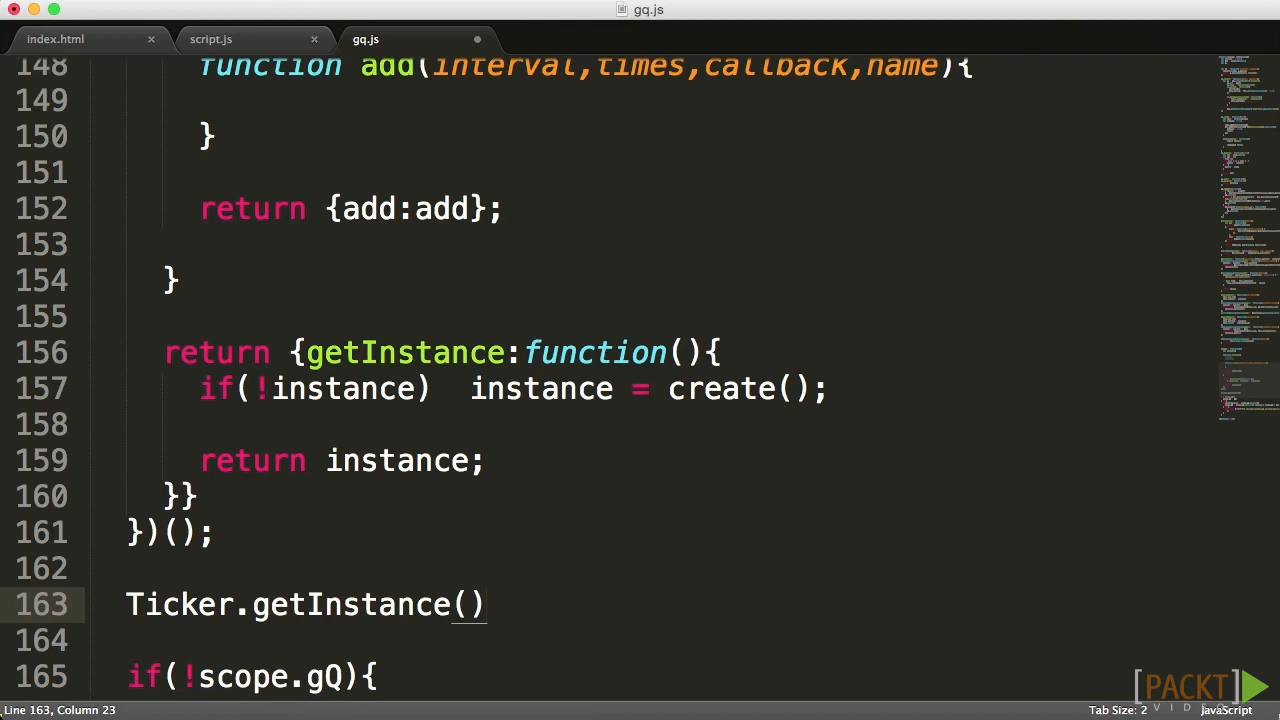 gq.js
index.html × script.js × gq.js
148 function add(interval,times,callback,name){
149
150 }
151
152 return {add:add};
153
154 }
155
156 return {getInstance:function(){
157 if(!instance) instance = create();
158
159 return instance;
160 }}
161 })();
162
163 Ticker.getInstance()
164
165 if(!scope.gQ){
[PACKT]
VIDEO
Line 163, Column 23 Tab Size: 2 JavaScript